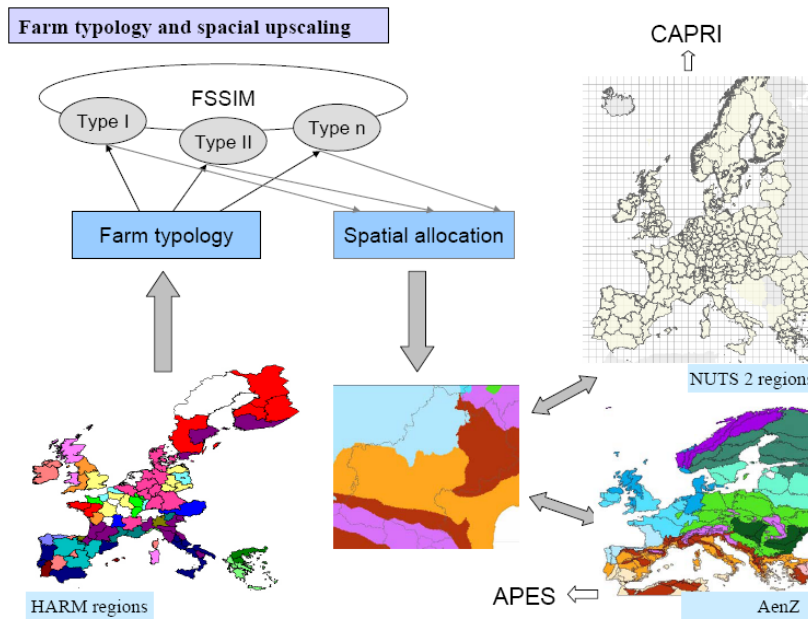 Farm typology and spacial upscaling
CAPRI
FSSIM
Type I
Type II
Type n
Farm typology
Spatial allocation
NUTS 2 regions
HARM regions
APES
AenZ